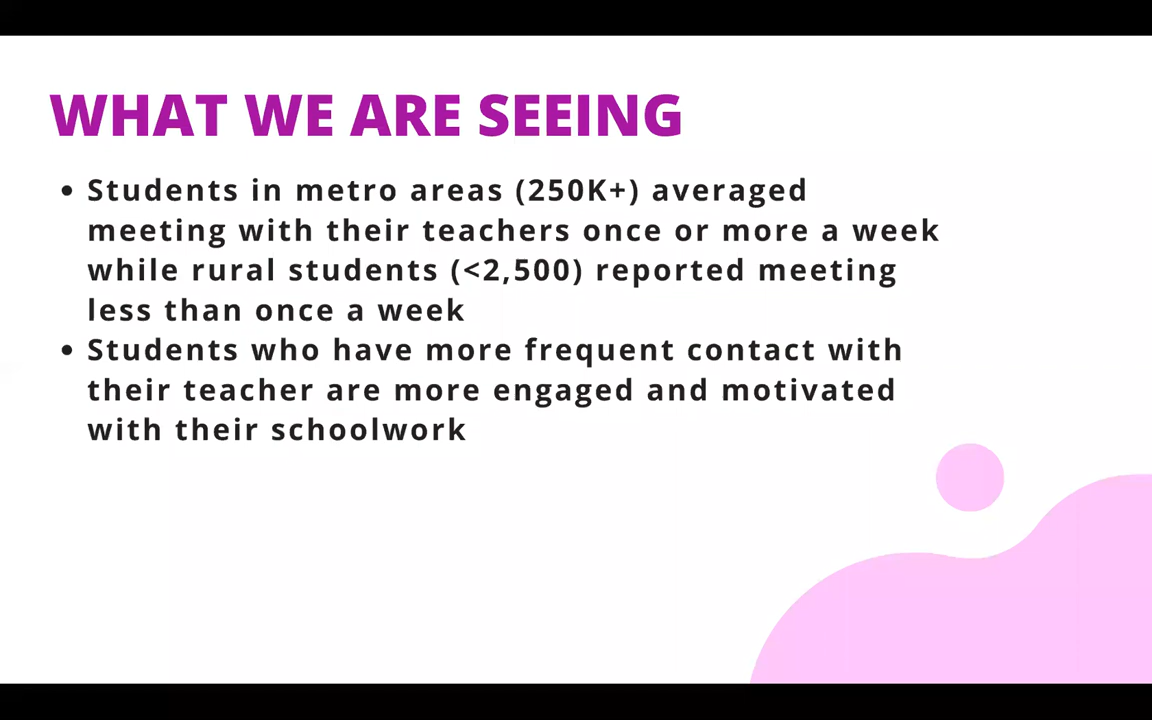 WHAT WE ARE SEEING
• Students in metro areas (250K+) averaged
meeting with their teachers once or more a week
while rural students (<2,500) reported meeting
less than once a week
• Students who have more frequent contact with
their teacher are more engaged and motivated
with their schoolwork